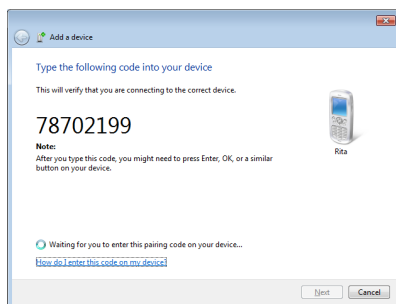 Add a device
Type the following code into your device
This will verify that you are connecting to the correct device.
78702199
Note:
After you type this code, you might need to press Enter, OK, or a similar
button on your device.
Rita
Waiting for you to enter this pairing code on your device...
How do I enter this code on my device?
Next
Cancel